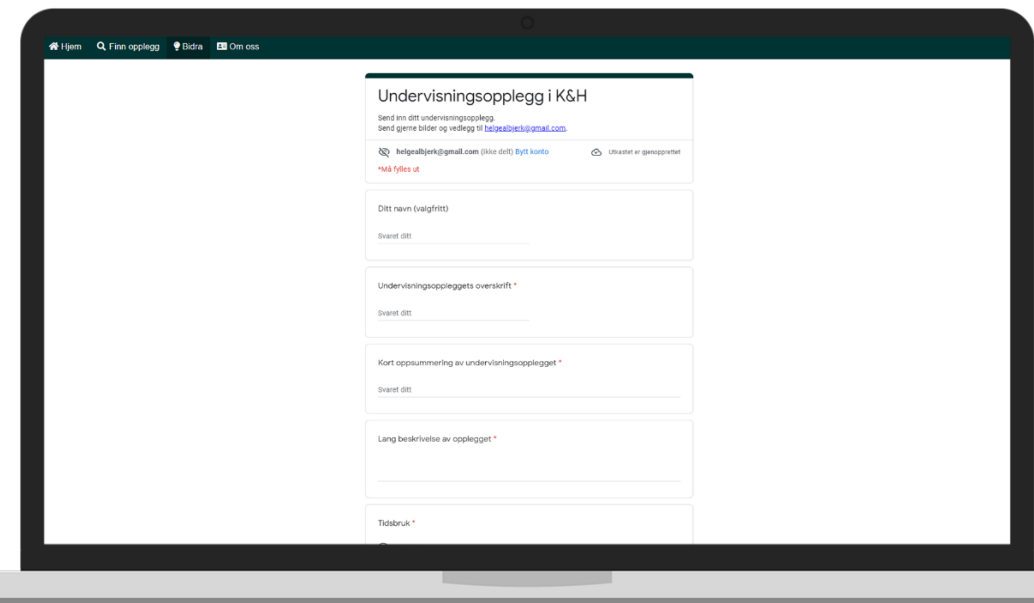 Hjem Finn opplegg Bidra Om oss
Undervisningsopplegg i K&H
Send inn ditt undervisningsopplegg.
Send gjerne bilder og vedlegg til helgealbjerk@gmail.com.
helgealbjerk@gmail.com (ikke delt) Bytt konto Utkastet er gjenopprettet
*Må fylles ut
Ditt navn (valgfritt)
Svaret ditt
Undervisningsoppleggets overskrift *
Svaret ditt
Kort oppsummering av undervisningsopplegget *
Svaret ditt
Lang beskrivelse av opplegget *
Tidsbruk *